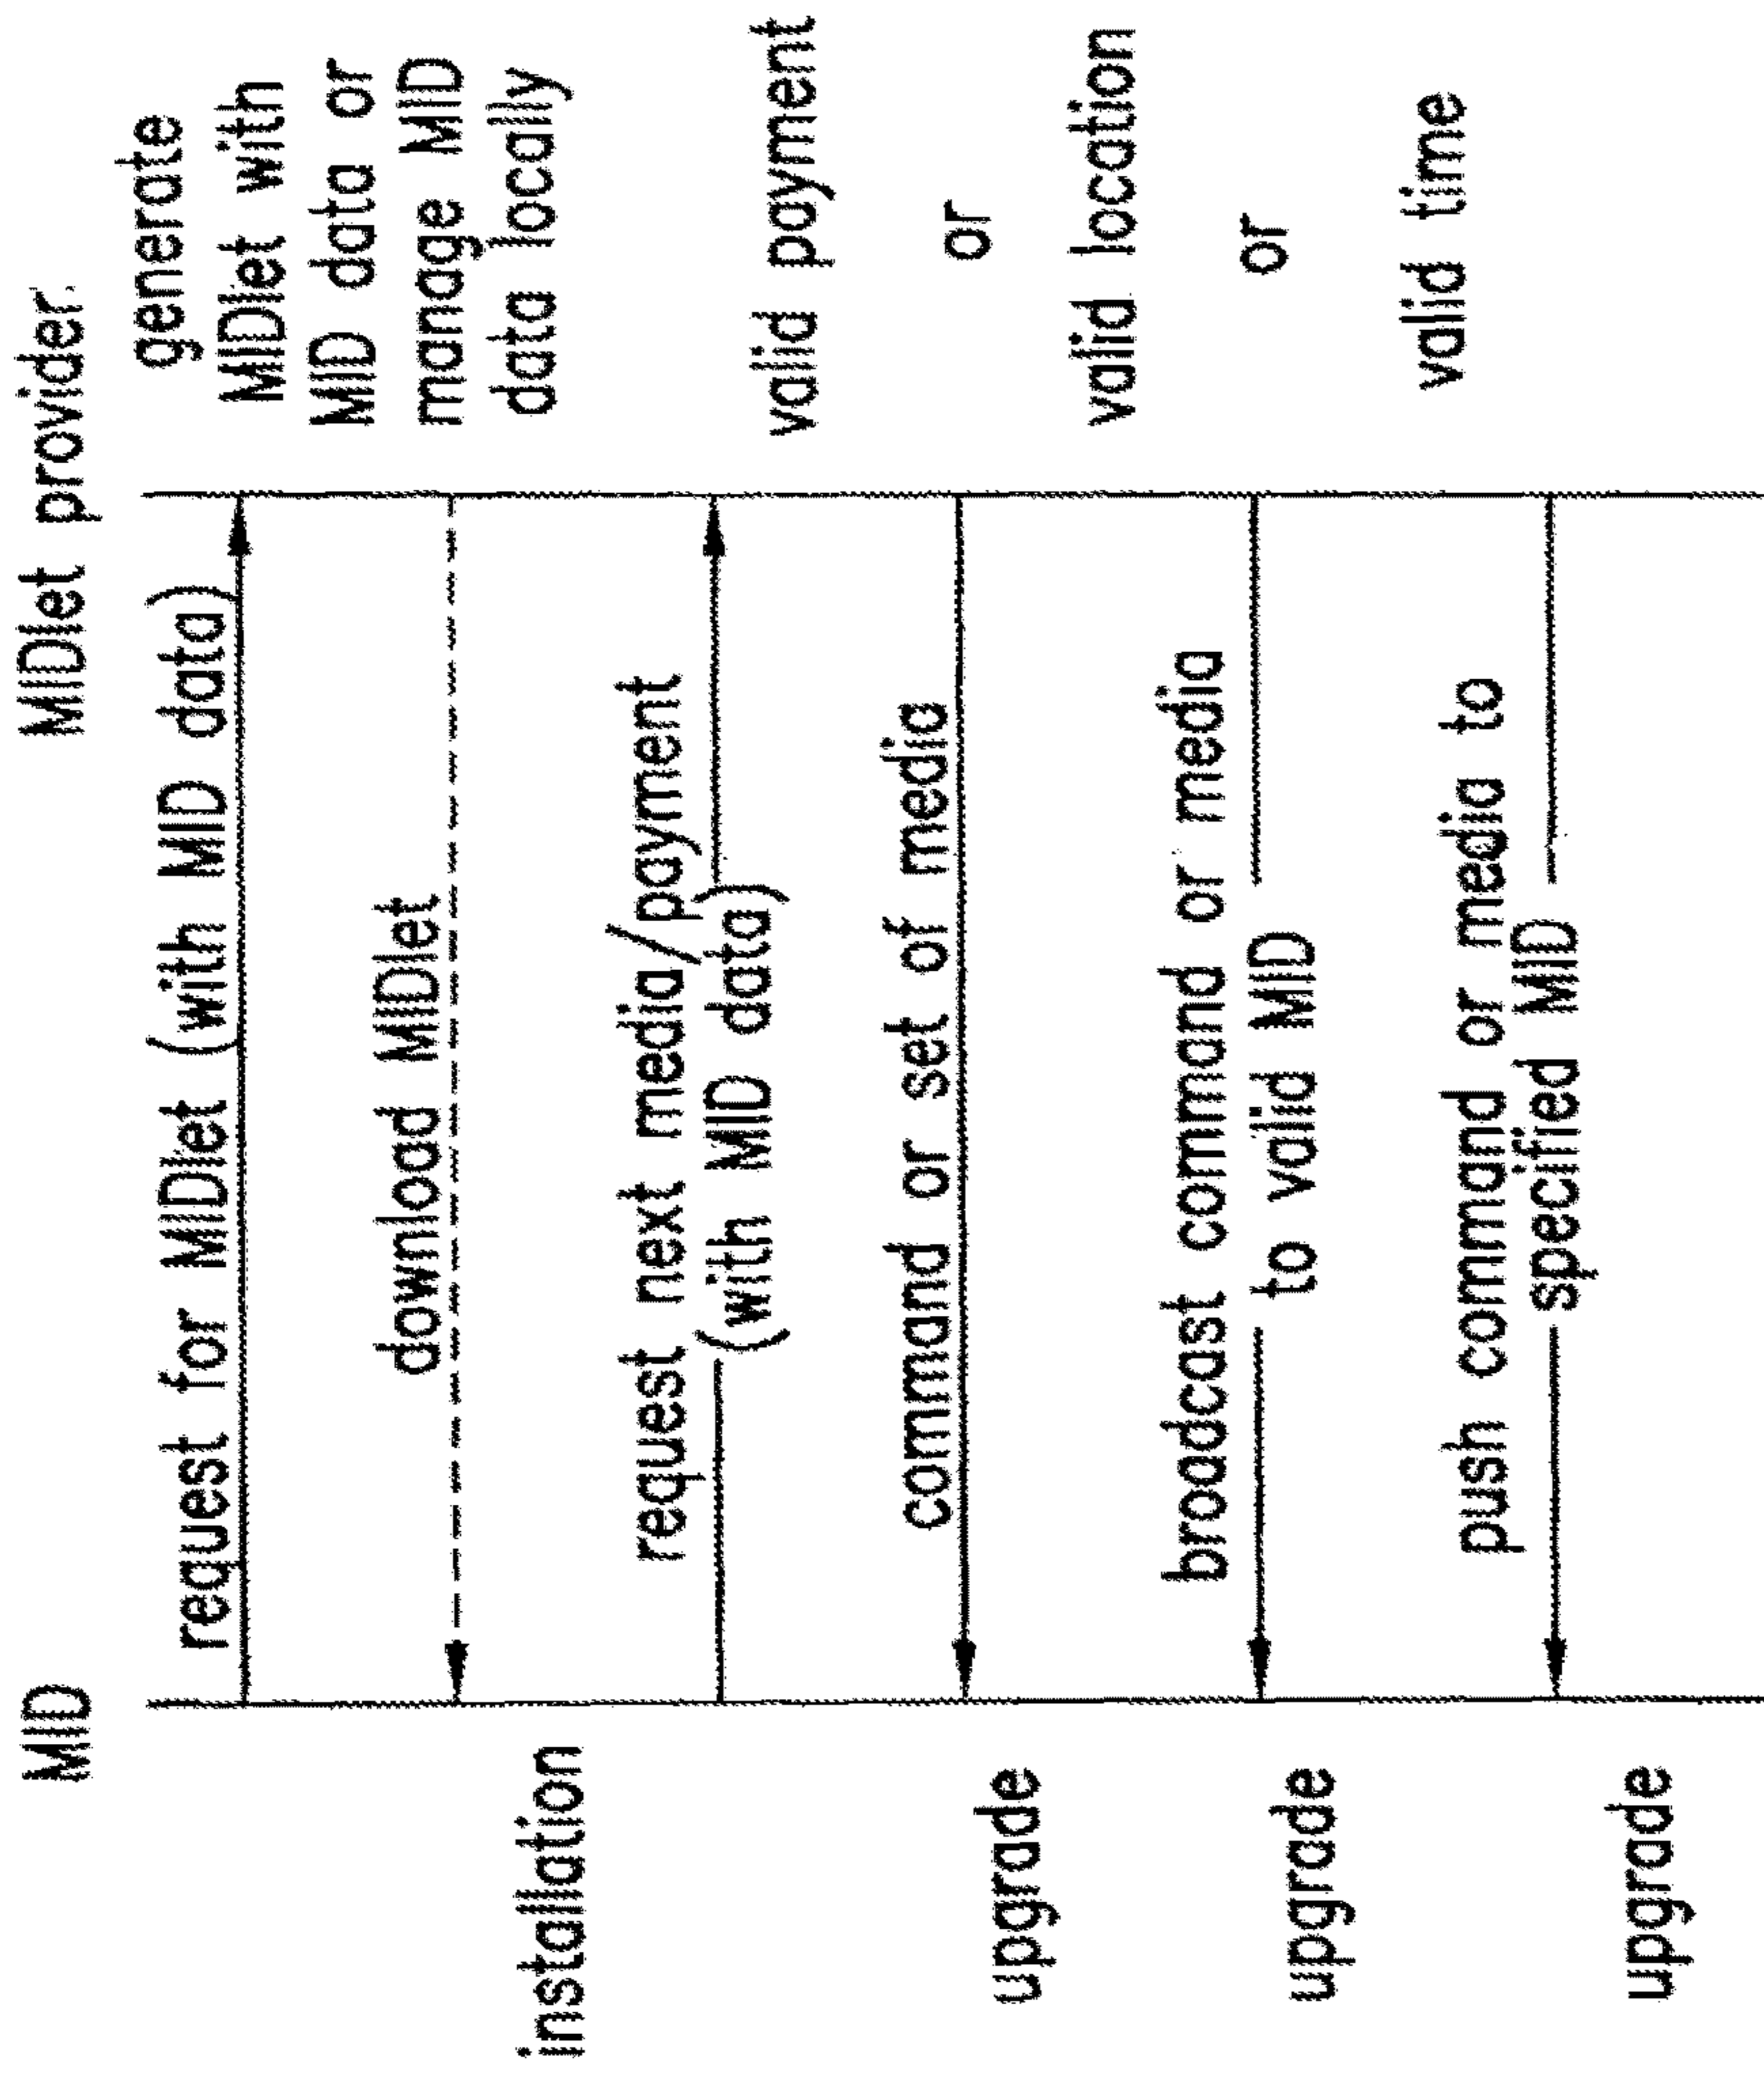 MID
MIDlet provider
request for MIDlet (with MID data)
generate
MIDlet with
MID data or
manage MID
data locally
download MIDlet
installation
request next media/payment
(with MID data)
valid payment
command or set of media
or
upgrade
valid location
broadcast command or media
to valid MID
or
upgrade
push command or media to
specified MID
valid time
upgrade